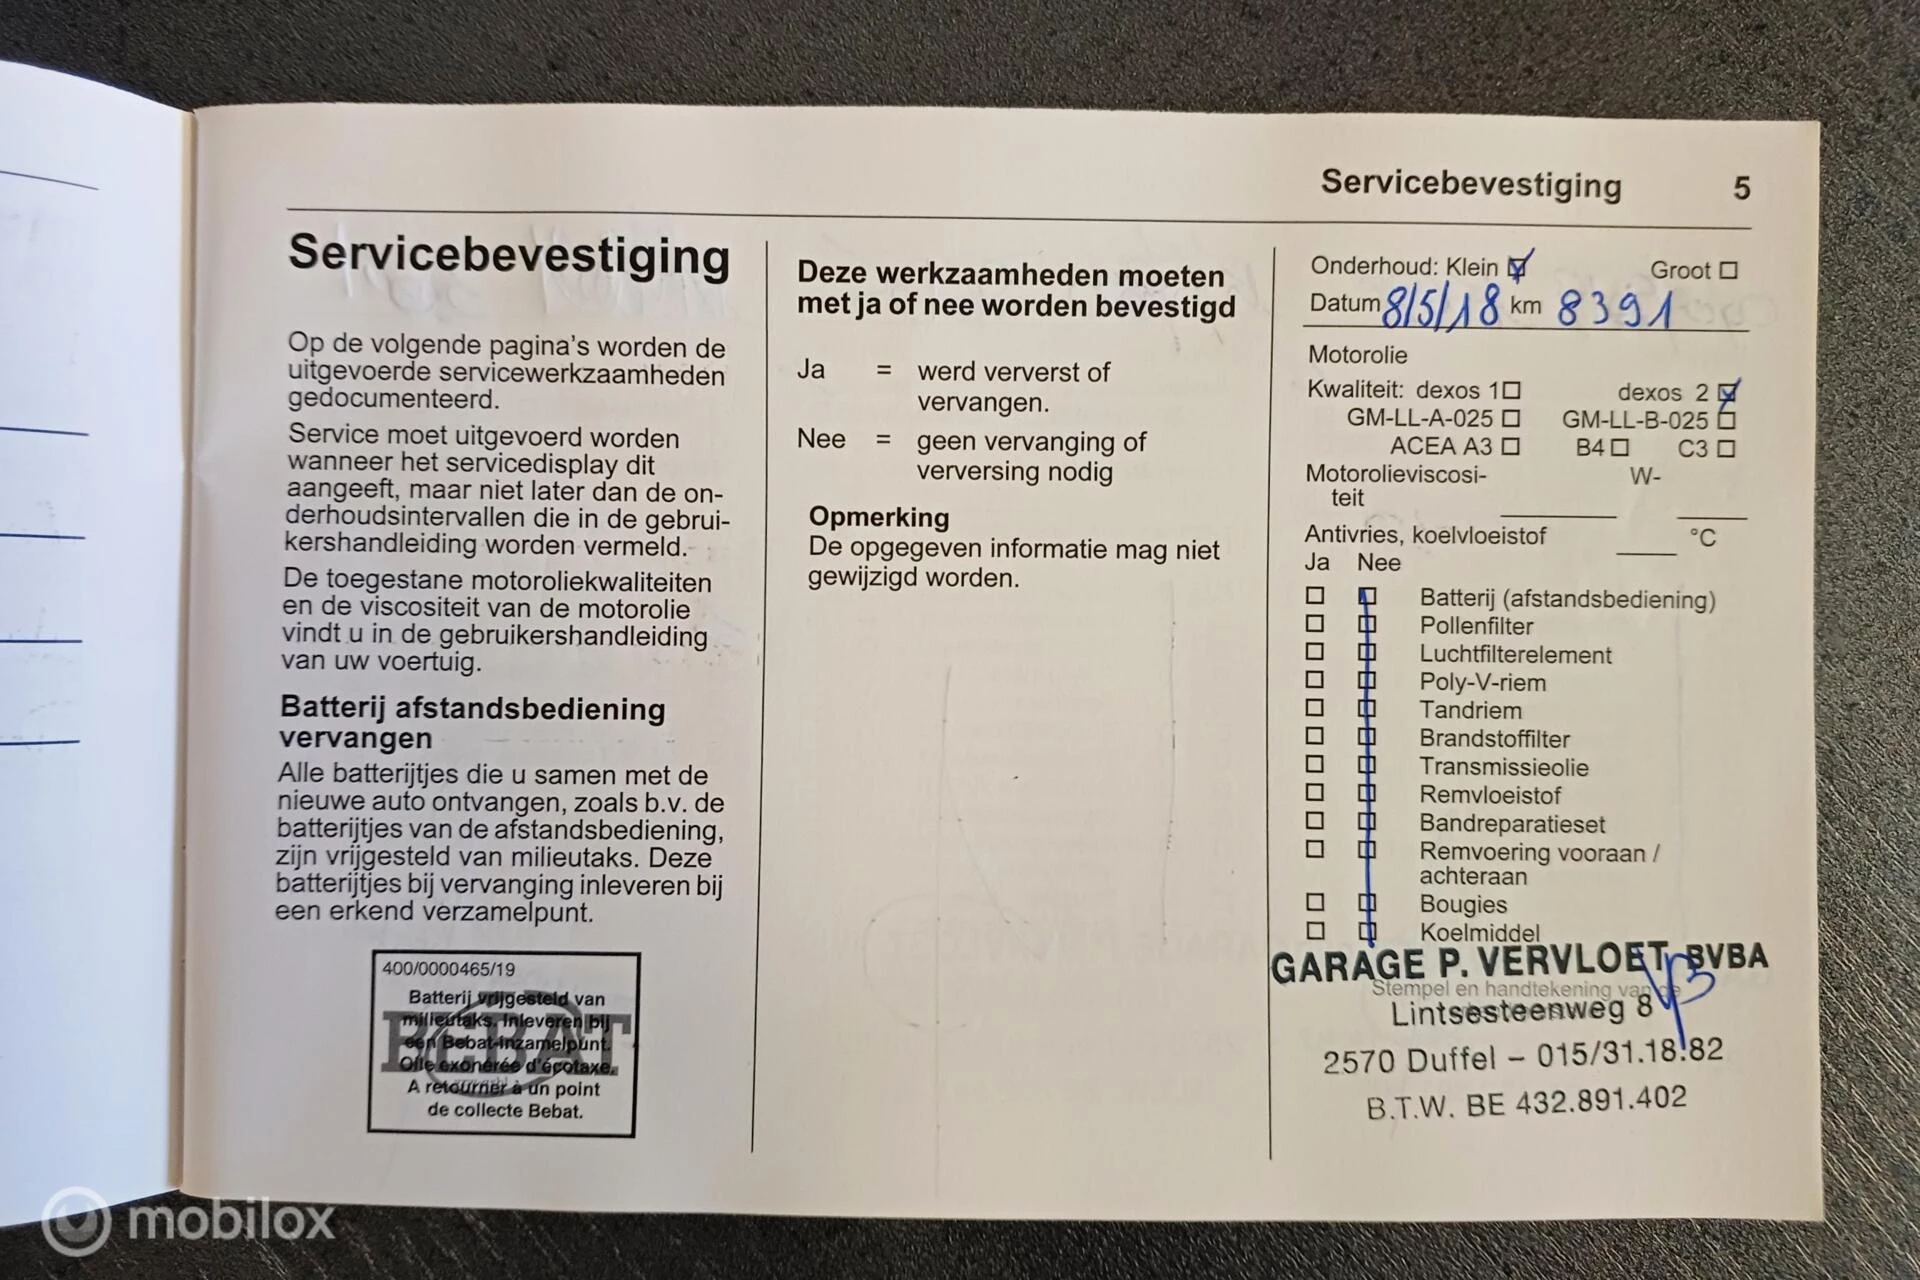 Servicebevestiging 5
Servicebevestiging
Op de volgende pagina's worden de
uitgevoerde servicewerkzaamheden
gedocumenteerd.
Service moet uitgevoerd worden
wanneer het servicedisplay dit
aangeeft, maar niet later dan de on-
derhoudsintervallen die in de gebrui-
kershandleiding worden vermeld.
De toegestane motoroliekwaliteiten
en de viscositeit van de motorolie
vindt u in de gebruikershandleiding
van uw voertuig.
Batterij afstandsbediening
vervangen
Alle batterijtjes die u samen met de
nieuwe auto ontvangen, zoals b.v. de
batterijtjes van de afstandsbediening,
zijn vrijgesteld van milieutaks. Deze
batterijtjes bij vervanging inleveren bij
een erkend verzamelpunt.
400/0000465/19
BEBAT
Batterij vrijgesteld van
milieutaks. Inleveren bij
een Bebat-inzamelpunt.
Oile exonérée d'écotaxe.
A retourner à un point
de collecte Bebat.
Deze werkzaamheden moeten
met ja of nee worden bevestigd
Ja = werd ververst of
vervangen.
Nee = geen vervanging of
verversing nodig
Opmerking
De opgegeven informatie mag niet
gewijzigd worden.
Onderhoud: Klein Groot
Datum 8/5/18 km 8391
Motorolie
Kwaliteit: dexos 1 dexos 2
GM-LL-A-025 GM-LL-B-025
ACEA A3 B4 C3
Motorolieviscosi- W-
teit
Antivries, koelvloeistof °C
Ja Nee
Batterij (afstandsbediening)
Pollenfilter
Luchtfilterelement
Poly-V-riem
Tandriem
Brandstoffilter
Transmissieolie
Remvloeistof
Bandreparatieset
Remvoering vooraan /
achteraan
Bougies
Koelmiddel
GARAGE P. VERVLOET BVBA
Stempel en handtekening van
Lintsesteenweg 8
2570 Duffel – 015/31.18.82
B.T.W. BE 432.891.402
mobilox